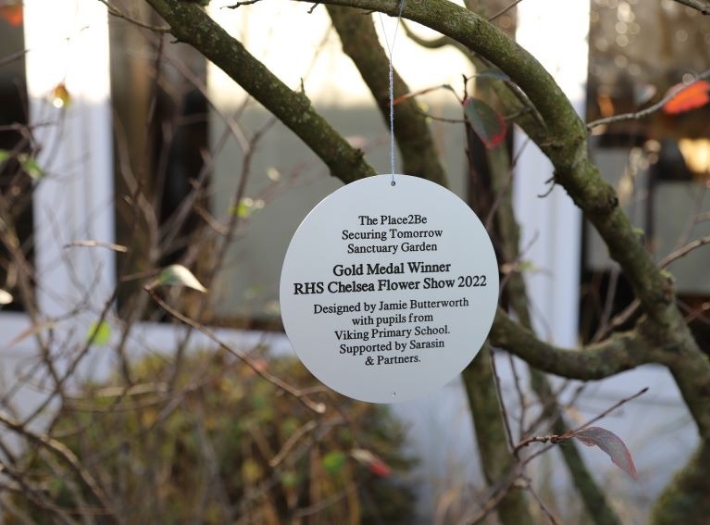 The Place2Be
Securing Tomorrow
Sanctuary Garden
Gold Medal Winner
RHS Chelsea Flower Show 2022
Designed by Jamie Butterworth
with pupils from
Viking Primary School.
Supported by Sarasin
& Partners.